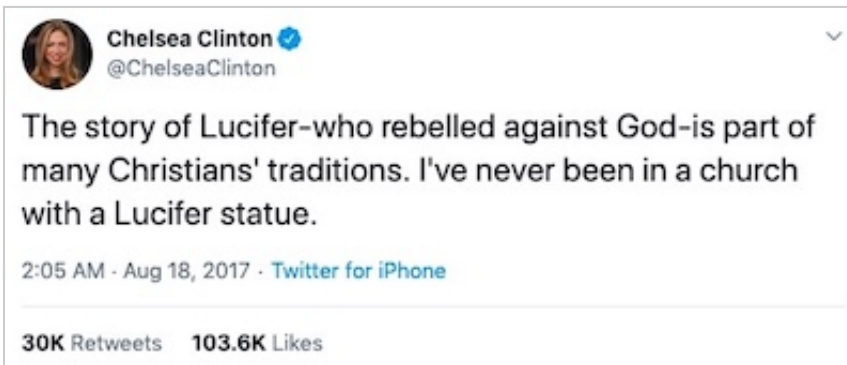 Chelsea Clinton
@ChelseaClinton
The story of Lucifer-who rebelled against God-is part of
many Christians' traditions. I've never been in a church
with a Lucifer statue.
2:05 AM · Aug 18, 2017 · Twitter for iPhone
30K Retweets 103.6K Likes